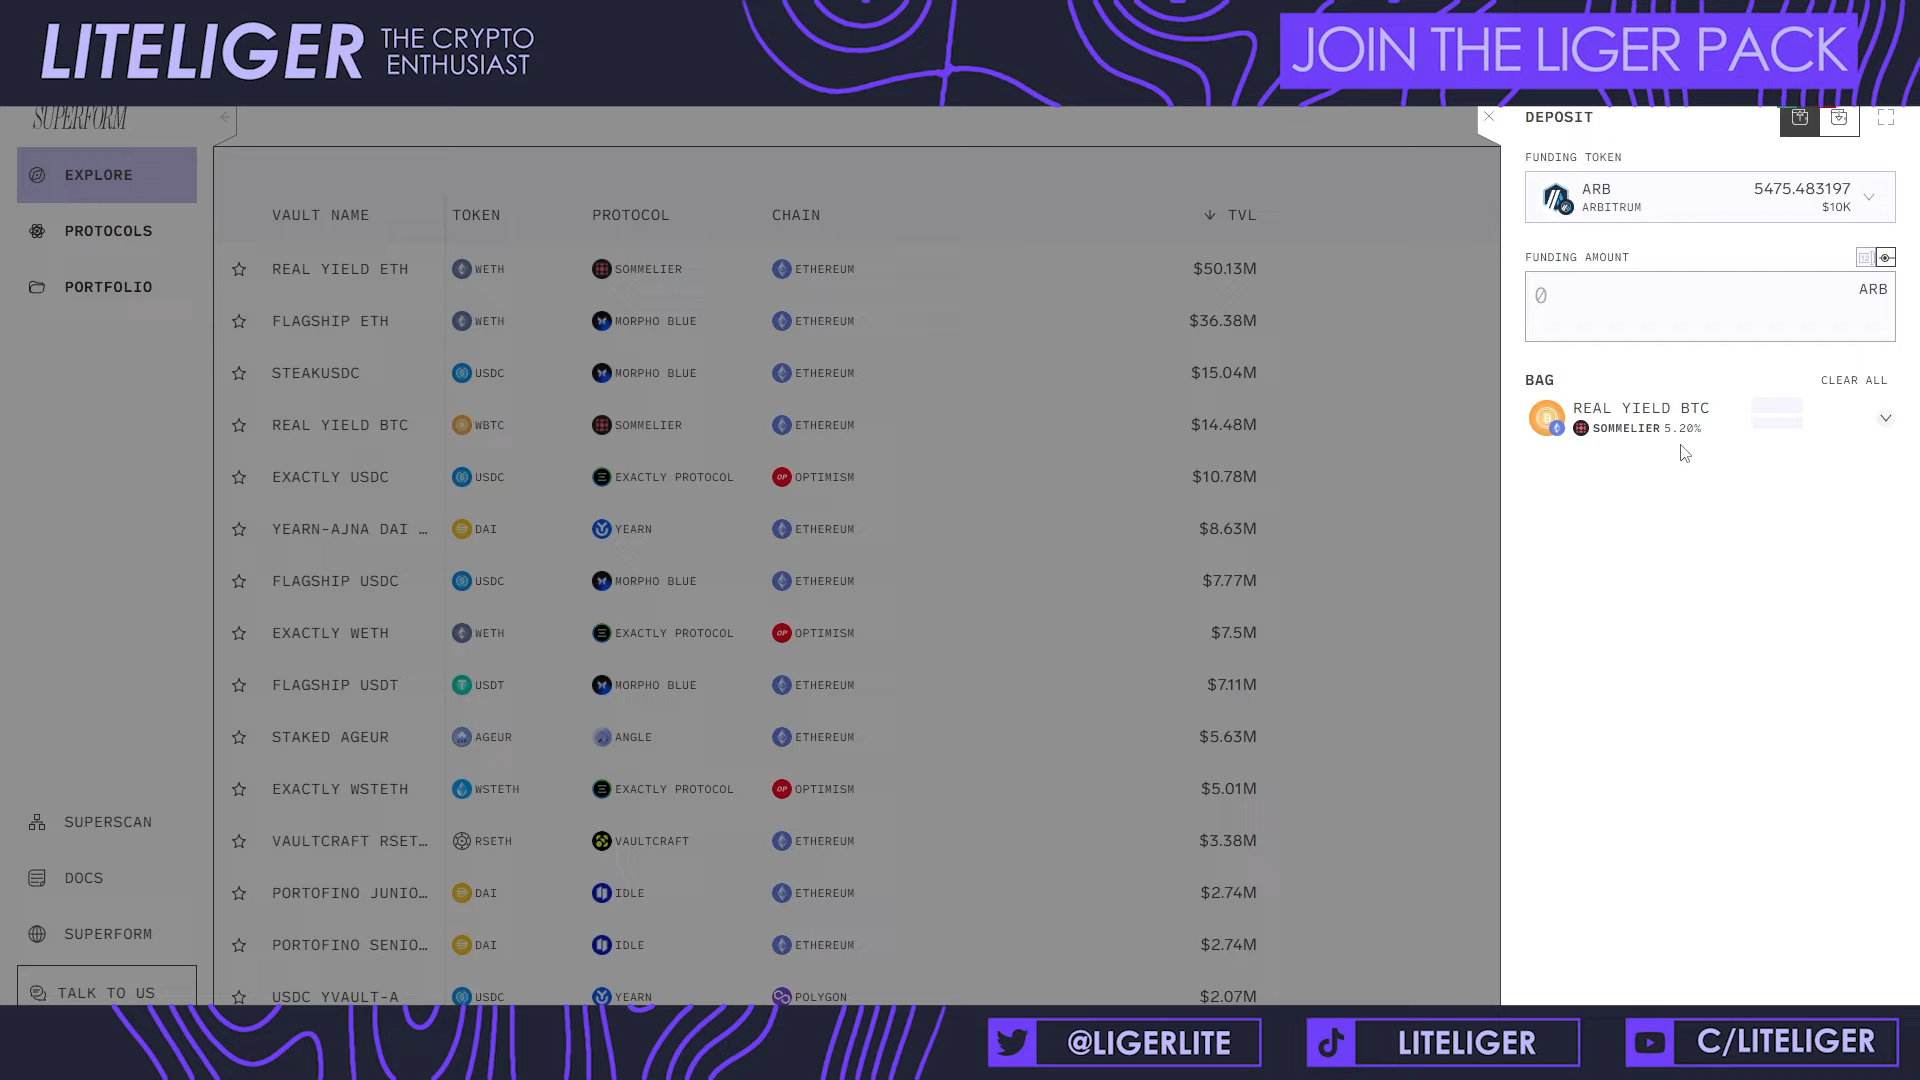 LITELIGER THE CRYPTO ENTHUSIAST
JOIN THE LIGER PACK
SUPERFORM
EXPLORE
PROTOCOLS
PORTFOLIO
SUPERSCAN
DOCS
SUPERFORM
TALK TO US
VAULT NAME TOKEN PROTOCOL CHAIN TVL
REAL YIELD ETH WETH SOMMELIER ETHEREUM $50.13M
FLAGSHIP ETH WETH MORPHO BLUE ETHEREUM $36.38M
STEAKUSDC USDC MORPHO BLUE ETHEREUM $15.04M
REAL YIELD BTC WBTC SOMMELIER ETHEREUM $14.48M
EXACTLY USDC USDC EXACTLY PROTOCOL OP OPTIMISM $10.78M
YEARN-AJNA DAI … DAI YEARN ETHEREUM $8.63M
FLAGSHIP USDC USDC MORPHO BLUE ETHEREUM $7.77M
EXACTLY WETH WETH EXACTLY PROTOCOL OP OPTIMISM $7.5M
FLAGSHIP USDT USDT MORPHO BLUE ETHEREUM $7.11M
STAKED AGEUR AGEUR ANGLE ETHEREUM $5.63M
EXACTLY WSTETH WSTETH EXACTLY PROTOCOL OP OPTIMISM $5.01M
VAULTCRAFT RSET… RSETH VAULTCRAFT ETHEREUM $3.38M
PORTOFINO JUNIO… DAI IDLE ETHEREUM $2.74M
PORTOFINO SENIO… DAI IDLE ETHEREUM $2.74M
USDC YVAULT-A USDC YEARN POLYGON $2.07M
DEPOSIT
FUNDING TOKEN
ARB 5475.483197
ARBITRUM $10K
FUNDING AMOUNT
0 ARB
BAG CLEAR ALL
REAL YIELD BTC
SOMMELIER 5.20%
@LIGERLITE
LITELIGER
C/LITELIGER